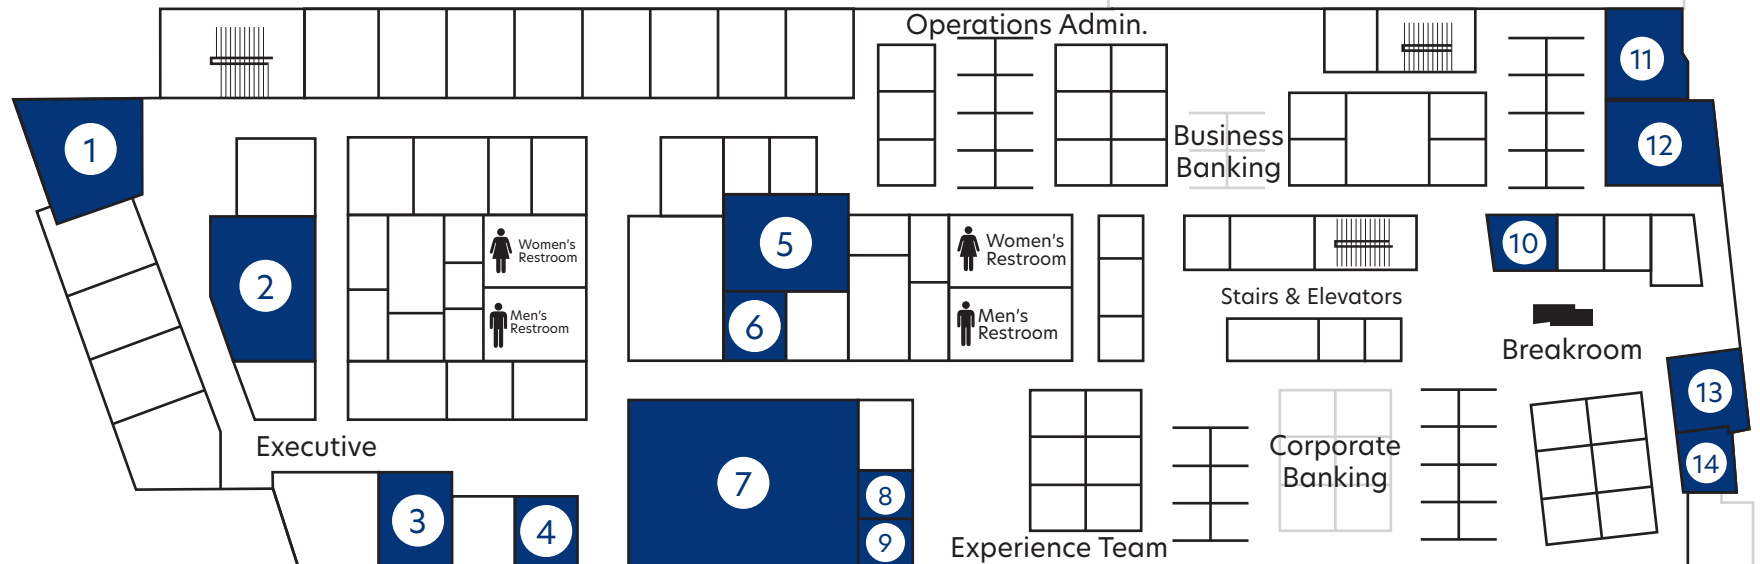 Operations Admin.
11
1
Business
Banking
12
Women's
Restroom
5
Women's
Restroom
10
2
Stairs & Elevators
Men's
Restroom
6
Men's
Restroom
Breakroom
13
Executive
Corporate
Banking
14
7
8
3
4
9
Experience Team